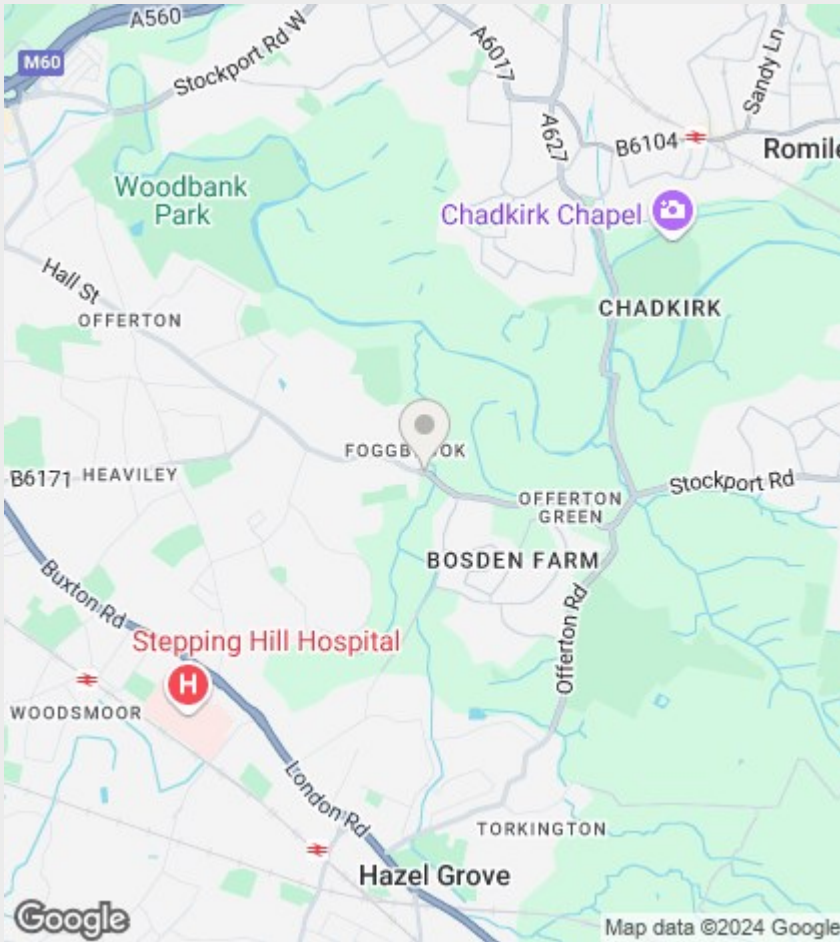 A560
M60
Stockport Rd W
A6017
A627
Sandy Ln
B6104
Romile
Woodbank
Park
Chadkirk Chapel
Hall St
OFFERTON
CHADKIRK
FOGGBROOK
B6171
HEAVILEY
Stockport Rd
OFFERTON
GREEN
BOSDEN FARM
Buxton Rd
Offerton Rd
Stepping Hill Hospital
H
WOODSMOOR
London Rd
TORKINGTON
Hazel Grove
Google
Map data ©2024 Google